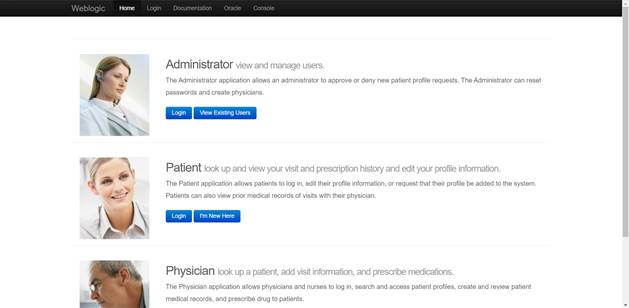 Weblogic Home Login Documentation Oracle Console
Administrator view and manage users.
The Administrator application allows an administrator to approve or deny new patient profile requests. The Administrator can reset
passwords and create physicians.
Login View Existing Users
Patient look up and view your visit and prescription history and edit your profile information.
The Patient application allows patients to log in, edit their profile information, or request that their profile be added to the system.
Patients can also view prior medical records of visits with their physician.
Login I'm New Here
Physician look up a patient, add visit information, and prescribe medications.
The Physician application allows physicians and nurses to log in, search and access patient profiles, create and review patient
medical records, and prescribe drug to patients.